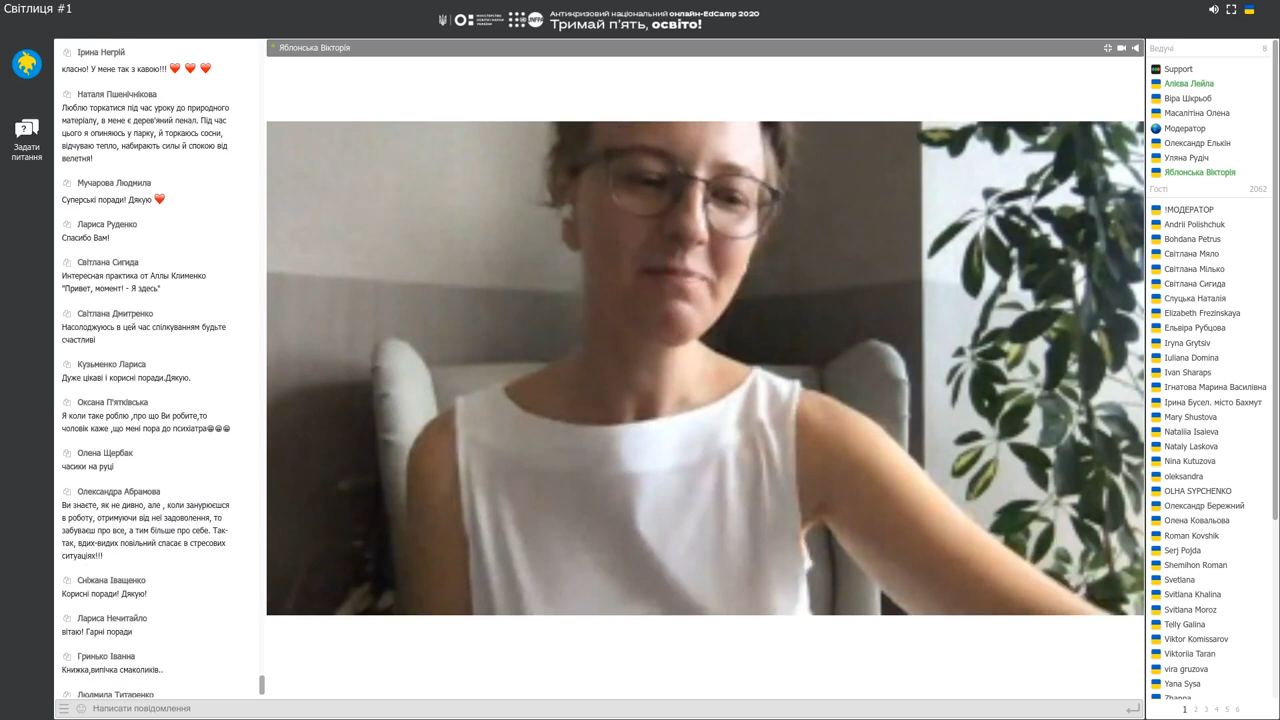 Світлиця #1
МІНІСТЕРСТВО
ОСВІТИ І НАУКИ
УКРАЇНИ
Антикризовий національний онлайн-EdCamp 2020
Тримай п'ять, освіто!
Задати
питання
Ірина Негрій
класно! У мене так з кавою!!! ❤️ ❤️ ❤️
Наталя Пшенічнікова
Люблю торкатися під час уроку до природного
матеріалу, в мене є дерев'яний пенал. Під час
цього я опиняюсь у парку, й торкаюсь сосни,
відчуваю тепло, набирають силы й спокою від
велетня!
Мучарова Людмила
Суперські поради! Дякую ❤️
Лариса Руденко
Спасибо Вам!
Світлана Сигида
Интересная практика от Аллы Клименко
"Привет, момент! - Я здесь"
Світлана Дмитренко
Насолоджуюсь в цей час спілкуванням будьте
счастливі
Кузьменко Лариса
Дуже цікаві і корисні поради.Дякую.
Оксана П'ятківська
Я коли таке роблю ,про що Ви робите,то
чоловік каже ,що мені пора до психіатра😁😁😁
Олена Щербак
часики на руці
Олександра Абрамова
Ви знаєте, як не дивно, але , коли занурюєшся
в роботу, отримуючи від неї задоволення, то
забуваєш про все, а тим більше про себе. Так-
так, вдих-видих повільний спасає в стресових
ситуаціях!!!
Сніжана Іващенко
Корисні поради! Дякую!
Лариса Нечитайло
вітаю! Гарні поради
Гринько Іванна
Книжка,випічка смаколиків..
Людмила Титаренко
Написати повідомлення
Яблонська Вікторія
Ведучі 8
Support
Алієва Лейла
Віра Шкрьоб
Масалітіна Олена
Модератор
Олександр Елькін
Уляна Рудіч
Яблонська Вікторія
Гості 2062
!МОДЕРАТОР
Andrii Polishchuk
Bohdana Petrus
Світлана Мяло
Світлана Мілько
Світлана Сигида
Слуцька Наталія
Elizabeth Frezinskaya
Ельвіра Рубцова
Iryna Grytsiv
Iuliana Domina
Ivan Sharaps
Ігнатова Марина Василівна
Ірина Бусел. місто Бахмут
Mary Shustova
Nataliia Isaieva
Nataly Laskova
Nina Kutuzova
oleksandra
OLHA SYPCHENKO
Олександр Бережний
Олена Ковальова
Roman Kovshik
Serj Pojda
Shemihon Roman
Svetlana
Svitlana Khalina
Svitlana Moroz
Telly Galina
Viktor Komissarov
Viktoriia Taran
vira gruzova
Yana Sysa
Zhanna
1 2 3 4 5 6